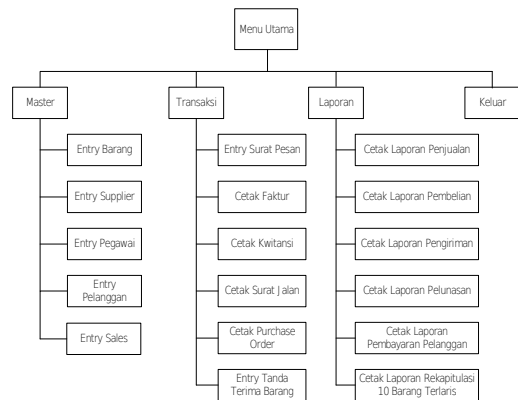 Menu Utama
Master
Transaksi
Laporan
Keluar
Entry Barang
Entry Supplier
Entry Pegawai
Entry
Pelanggan
Entry Sales
Entry Surat Pesan
Cetak Faktur
Cetak Kwitansi
Cetak Surat Jalan
Cetak Purchase
Order
Entry Tanda
Terima Barang
Cetak Laporan Penjualan
Cetak Laporan Pembelian
Cetak Laporan Pengiriman
Cetak Laporan Pelunasan
Cetak Laporan
Pembayaran Pelanggan
Cetak Laporan Rekapitulasi
10 Barang Terlaris